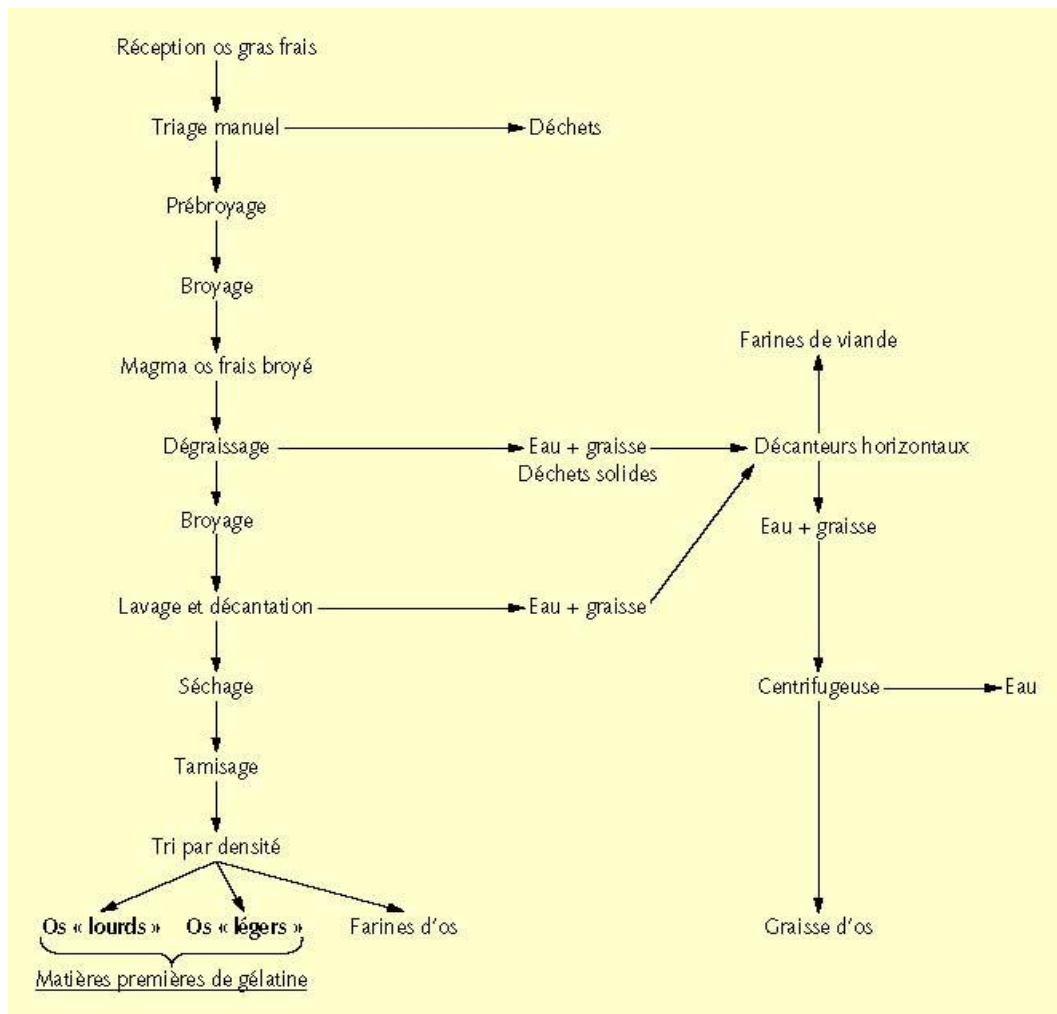 Réception os gras frais
Triage manuel
Déchets
Prébroyage
Broyage
Magma os frais broyé
Farines de viande
Dégraissage
Eau + graisse
Déchets solides
Décanteurs horizontaux
Broyage
Eau + graisse
Lavage et décantation
Eau + graisse
Séchage
Centrifugeuse
Eau
Tamisage
Tri par densité
Os « lourds »
Os « légers »
Farines d'os
Graisse d'os
Matières premières de gélatine